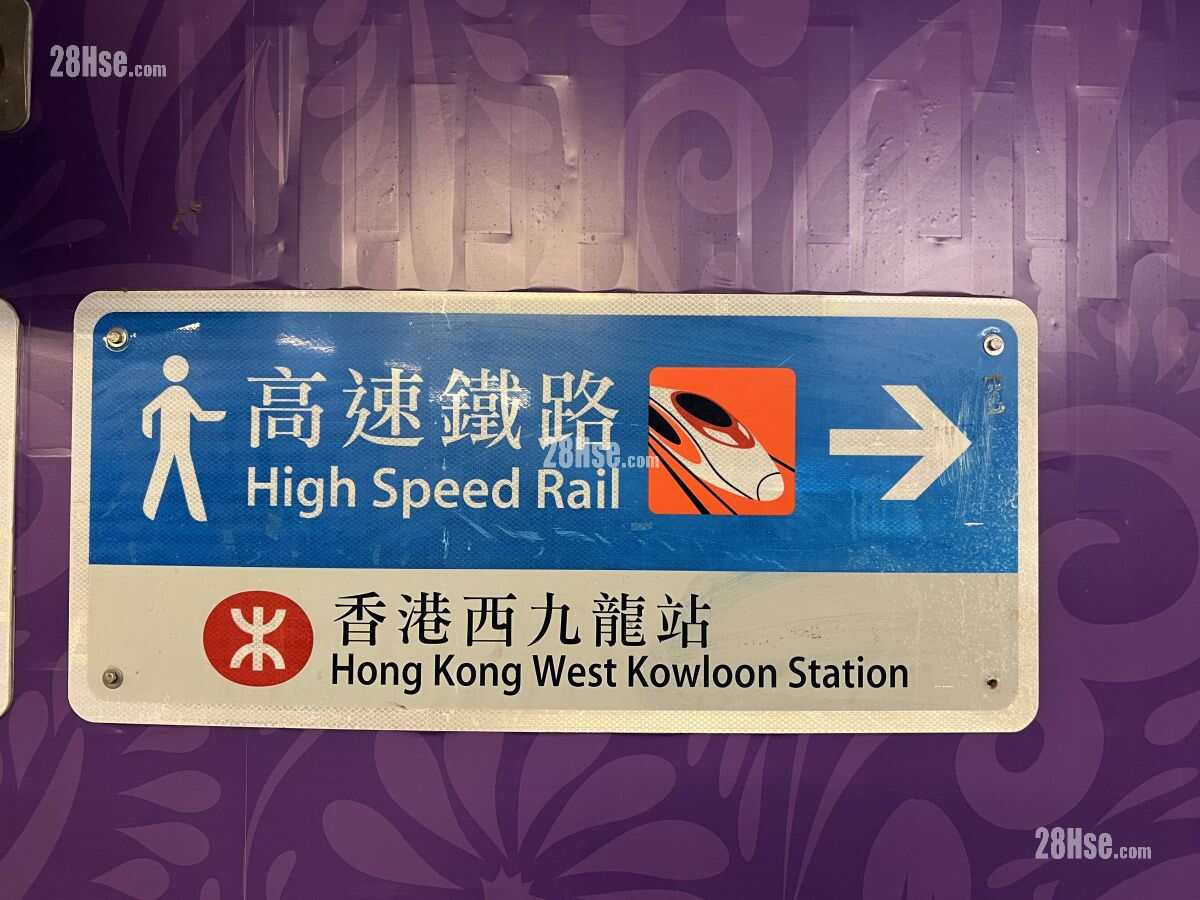 28Hse.com
高速鐵路
28Hse.com
High Speed Rail
香港西九龍站
Hong Kong West Kowloon Station
28Hse.com